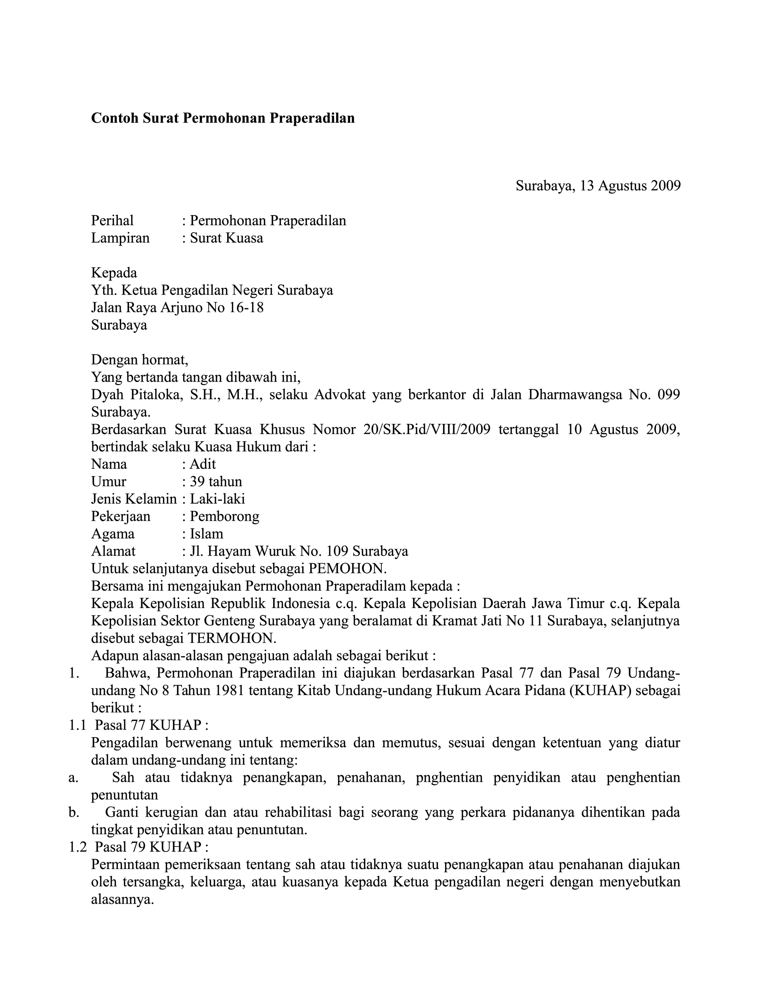 Contoh Surat Permohonan Praperadilan
Surabaya, 13 Agustus 2009
Perihal : Permohonan Praperadilan
Lampiran : Surat Kuasa
Kepada
Yth. Ketua Pengadilan Negeri Surabaya
Jalan Raya Arjuno No 16-18
Surabaya
Dengan hormat,
Yang bertanda tangan dibawah ini,
Dyah Pitaloka, S.H., M.H., selaku Advokat yang berkantor di Jalan Dharmawangsa No. 099
Surabaya.
Berdasarkan Surat Kuasa Khusus Nomor 20/SK.Pid/VIII/2009 tertanggal 10 Agustus 2009,
bertindak selaku Kuasa Hukum dari :
Nama : Adit
Umur : 39 tahun
Jenis Kelamin : Laki-laki
Pekerjaan : Pemborong
Agama : Islam
Alamat : Jl. Hayam Wuruk No. 109 Surabaya
Untuk selanjutanya disebut sebagai PEMOHON.
Bersama ini mengajukan Permohonan Praperadilam kepada :
Kepala Kepolisian Republik Indonesia c.q. Kepala Kepolisian Daerah Jawa Timur c.q. Kepala
Kepolisian Sektor Genteng Surabaya yang beralamat di Kramat Jati No 11 Surabaya, selanjutnya
disebut sebagai TERMOHON.
Adapun alasan-alasan pengajuan adalah sebagai berikut :
1. Bahwa, Permohonan Praperadilan ini diajukan berdasarkan Pasal 77 dan Pasal 79 Undang-
undang No 8 Tahun 1981 tentang Kitab Undang-undang Hukum Acara Pidana (KUHAP) sebagai
berikut :
1.1 Pasal 77 KUHAP :
Pengadilan berwenang untuk memeriksa dan memutus, sesuai dengan ketentuan yang diatur
dalam undang-undang ini tentang:
a. Sah atau tidaknya penangkapan, penahanan, pnghentian penyidikan atau penghentian
penuntutan
b. Ganti kerugian dan atau rehabilitasi bagi seorang yang perkara pidananya dihentikan pada
tingkat penyidikan atau penuntutan.
1.2 Pasal 79 KUHAP :
Permintaan pemeriksaan tentang sah atau tidaknya suatu penangkapan atau penahanan diajukan
oleh tersangka, keluarga, atau kuasanya kepada Ketua pengadilan negeri dengan menyebutkan
alasannya.